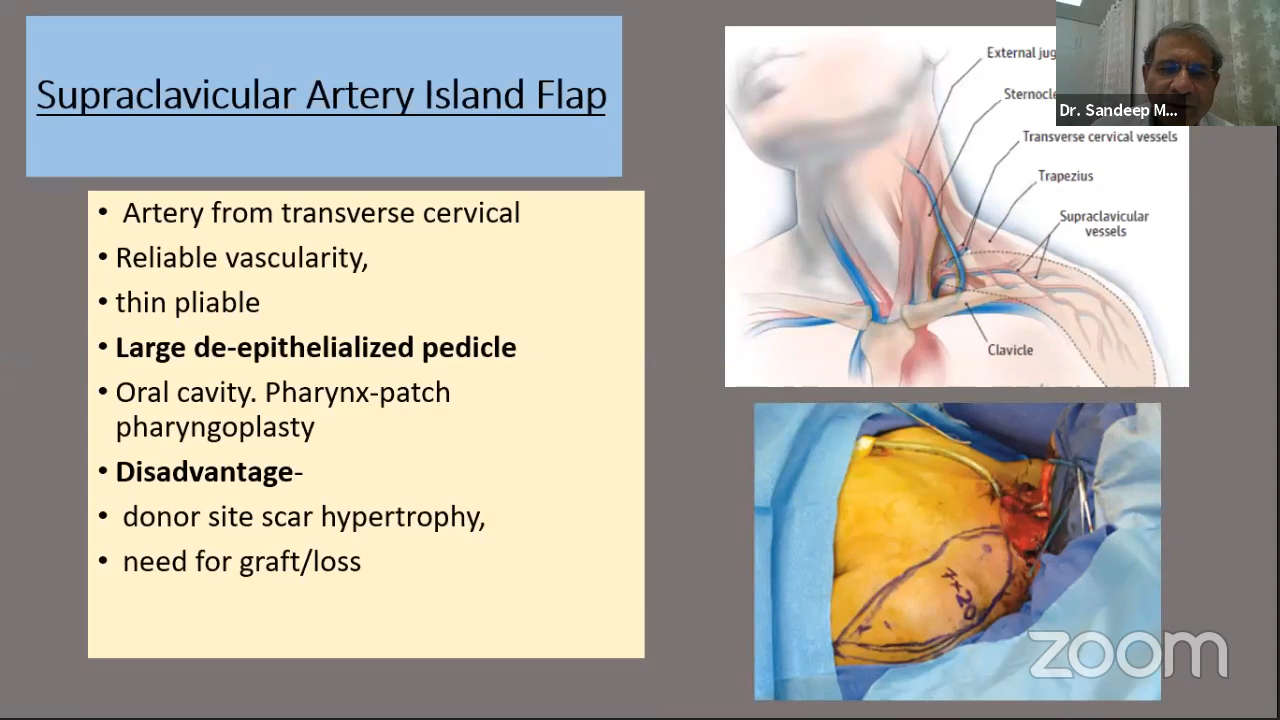 Supraclavicular Artery Island Flap
• Artery from transverse cervical
• Reliable vascularity,
• thin pliable
• Large de-epithelialized pedicle
• Oral cavity. Pharynx-patch
pharyngoplasty
• Disadvantage-
• donor site scar hypertrophy,
• need for graft/loss
External jug
Sternocle
Transverse cervical vessels
Trapezius
Supraclavicular
vessels
Clavicle
Dr. Sandeep M...
7x20
zoom